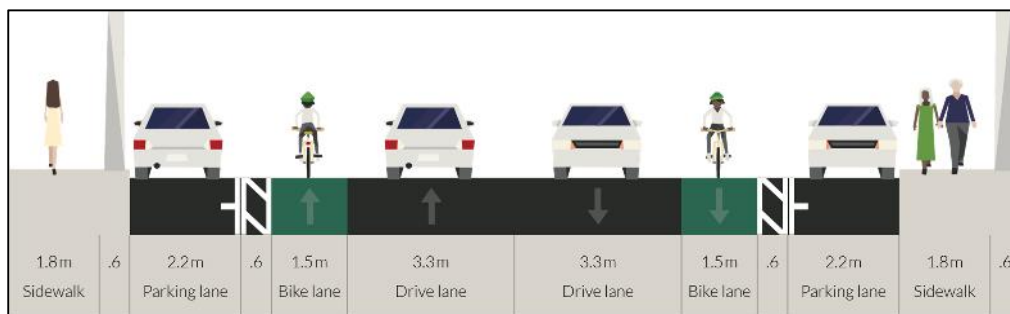 1.8m .6 2.2m .6 1.5m 3.3m 3.3m 1.5m .6 2.2m 1.8m .6
Sidewalk Parking lane Bike lane Drive lane Drive lane Bike lane Parking lane Sidewalk